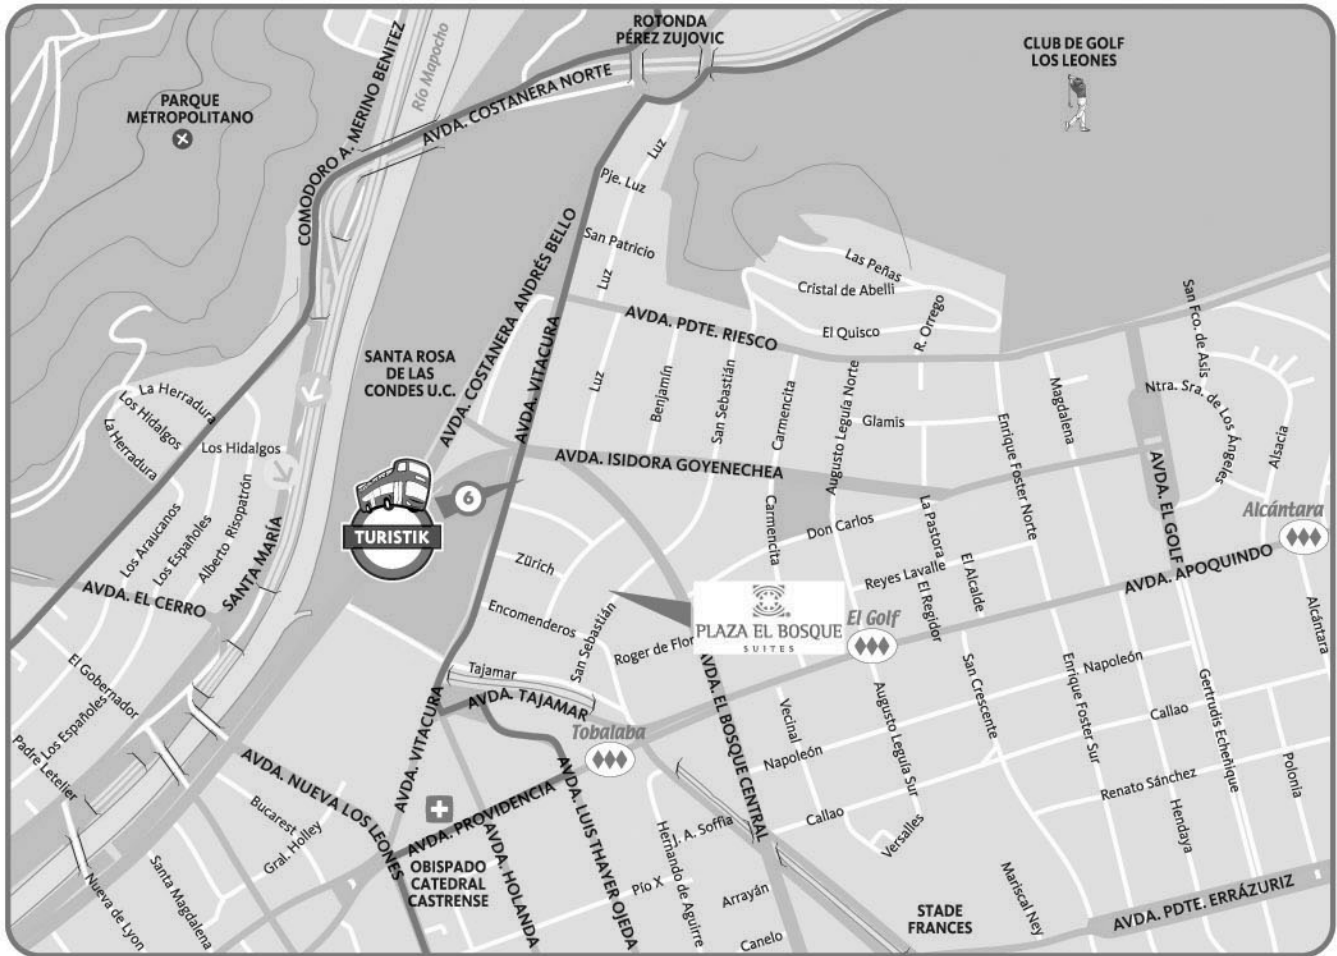 ROTONDA
PÉREZ ZUJOVIC
CLUB DE GOLF
LOS LEONES
PARQUE
METROPOLITANO
COMODORO A. MERINO BENITEZ
Río Mapocho
AVDA. COSTANERA NORTE
Luz
Pje. Luz
San Patricio
Luz
AVDA. COSTANERA ANDRÉS BELLO
Las Peñas
Cristal de Abelli
El Quisco
R. Orrego
San Fco. de Asis
AVDA. PDTE. RIESCO
AVDA. VITACURA
SANTA ROSA
DE LAS
CONDES U.C.
Luz
Benjamín
San Sebastián
Carmencita
Augusto Leguía Norte
Glamis
Enrique Foster Norte
Magdalena
Ntra. Sra. de Los Ángeles
Alsacia
La Herradura
Los Hidalgos
La Herradura
Los Hidalgos
AVDA. ISIDORA GOYENECHEA
AVDA. EL GOLF
Los Araucanos
Los Españoles
Alberto Risopatrón
SANTA MARÍA
6
TURISTIK
Carmencita
Don Carlos
La Pastora
Alcántara
AVDA. EL CERRO
Zürich
Reyes Lavalle
El Alcalde
El Regidor
AVDA. APOQUINDO
Encomenderos
San Sebastián
PLAZA EL BOSQUE
SUITES
El Golf
Alcántara
Roger de Flor
El Gobernador
Los Españoles
Padre Letelier
Tajamar
AVDA. TAJAMAR
AVDA. VITACURA
Tobalaba
AVDA. EL BOSQUE CENTRAL
Vecinal
Napoleón
Augusto Leguía Sur
San Crescente
Enrique Foster Sur
Napoleón
Gertrudis Echeñique
Callao
Polonia
AVDA. NUEVA LOS LEONES
Bucarest
Gral. Holley
AVDA. PROVIDENCIA
AVDA. LUIS THAYER OJEDA
AVDA. HOLANDA
J. A. Soffia
Hernando de Aguirre
Callao
Versalles
Renato Sánchez
Hendaya
OBISPADO
CATEDRAL
CASTRENSE
Pío X
Arrayán
Canelo
Santa Magdalena
Nueva de Lyon
STADE
FRANCES
Mariscal Ney
AVDA. PDTE. ERRÁZURIZ